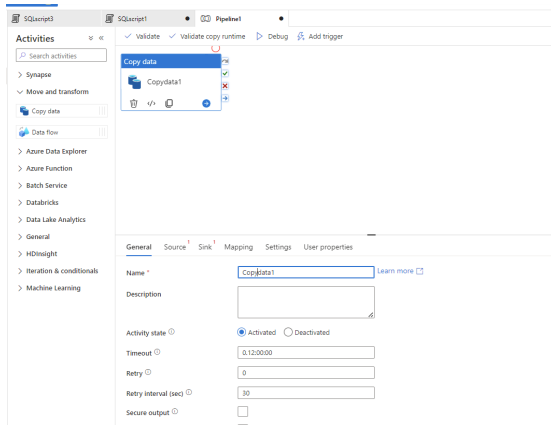 SQLscript3 SQLscript1 Pipeline1
Activities Validate Validate copy runtime Debug Add trigger
Search activities
Synapse
Move and transform
Copy data
Data flow
Azure Data Explorer
Azure Function
Batch Service
Databricks
Data Lake Analytics
General
HDInsight
Iteration & conditionals
Machine Learning
Copy data
Copydata1
General Source 1 Sink 1 Mapping Settings User properties
Name * Copydata1 Learn more
Description
Activity state Activated Deactivated
Timeout 0.12:00:00
Retry 0
Retry interval (sec) 30
Secure output